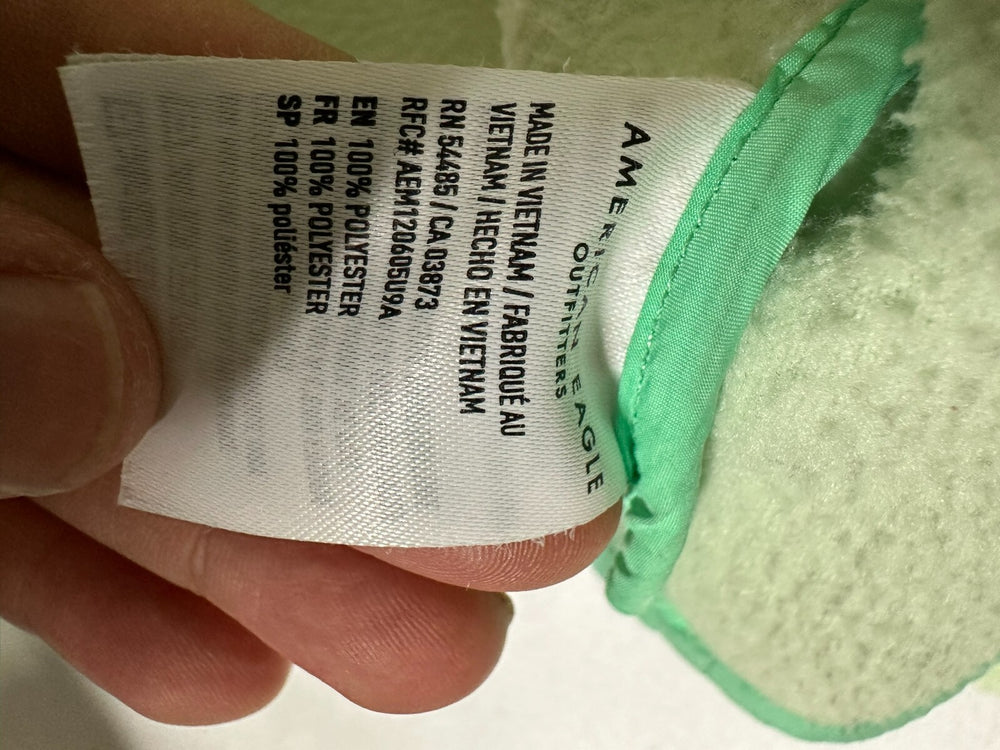 AMERICAN EAGLE
OUTFITTERS
MADE IN VIETNAM / FABRIQUÉ AU
VIETNAM / HECHO EN VIETNAM
RN 54485 / CA 03873
RFC# AEM120605U9A
EN 100% POLYESTER
FR 100% POLYESTER
SP 100% poliéster